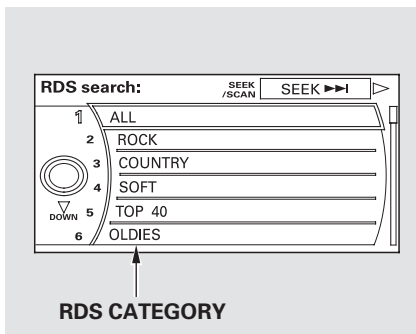 RDS search: SEEK /SCAN SEEK ►►I
1 ALL
2 ROCK
3 COUNTRY
4 SOFT
DOWN 5 TOP 40
6 OLDIES
RDS CATEGORY